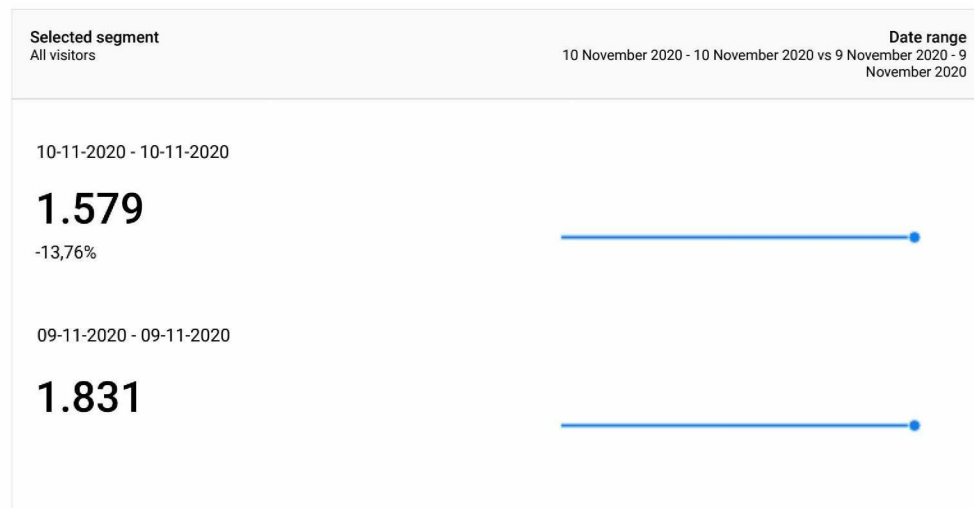 Selected segment
All visitors
Date range
10 November 2020 - 10 November 2020 vs 9 November 2020 - 9
November 2020
10-11-2020 - 10-11-2020
1.579
-13,76%
09-11-2020 - 09-11-2020
1.831